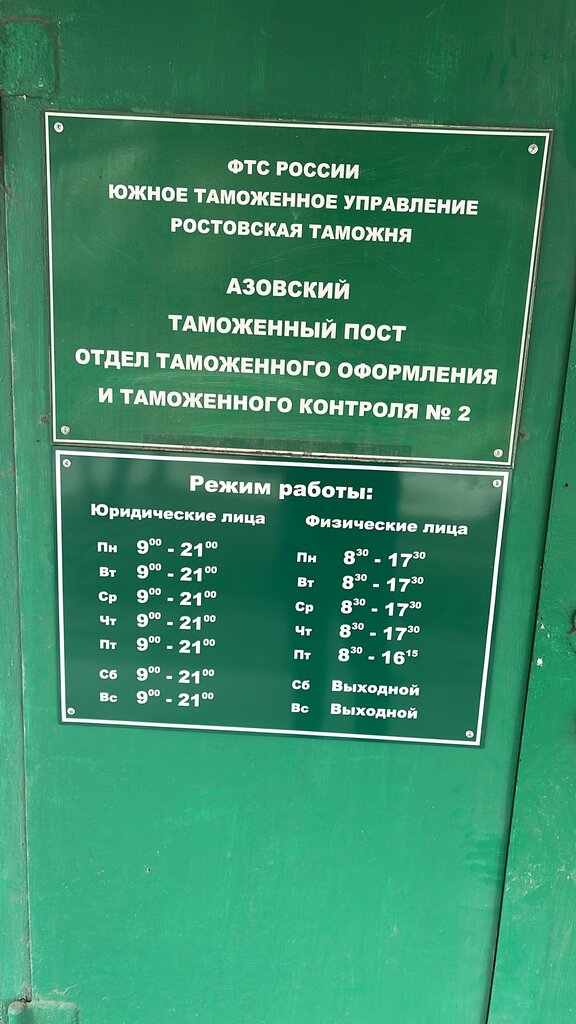 ФТС РОССИИ
ЮЖНОЕ ТАМОЖЕННОЕ УПРАВЛЕНИЕ
РОСТОВСКАЯ ТАМОЖНЯ
АЗОВСКИЙ
ТАМОЖЕННЫЙ ПОСТ
ОТДЕЛ ТАМОЖЕННОГО ОФОРМЛЕНИЯ
И ТАМОЖЕННОГО КОНТРОЛЯ № 2
Режим работы:
Юридические лица
Пн 9⁰⁰ - 21⁰⁰
Вт 9⁰⁰ - 21⁰⁰
Ср 9⁰⁰ - 21⁰⁰
Чт 9⁰⁰ - 21⁰⁰
Пт 9⁰⁰ - 21⁰⁰
Сб 9⁰⁰ - 21⁰⁰
Вс 9⁰⁰ - 21⁰⁰
Физические лица
Пн 8³⁰ - 17³⁰
Вт 8³⁰ - 17³⁰
Ср 8³⁰ - 17³⁰
Чт 8³⁰ - 17³⁰
Пт 8³⁰ - 16¹⁵
Сб Выходной
Вс Выходной